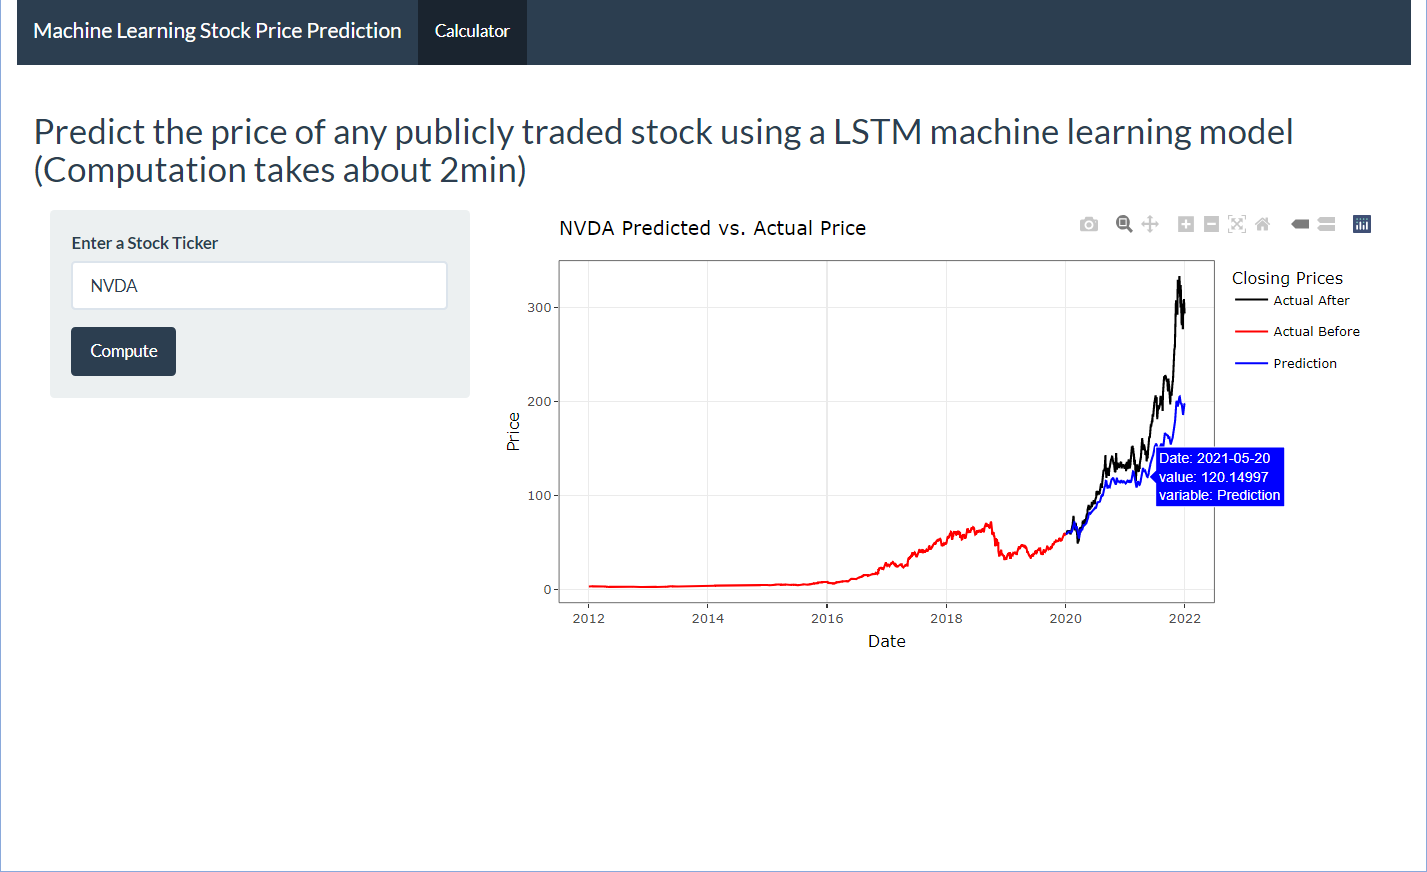 Machine Learning Stock Price Prediction
Calculator
Predict the price of any publicly traded stock using a LSTM machine learning model
(Computation takes about 2min)
Enter a Stock Ticker
NVDA
Compute
NVDA Predicted vs. Actual Price
Closing Prices
Actual After
Actual Before
Prediction
300
200
100
0
Price
Date: 2021-05-20
value: 120.14997
variable: Prediction
2012 2014 2016 2018 2020 2022
Date